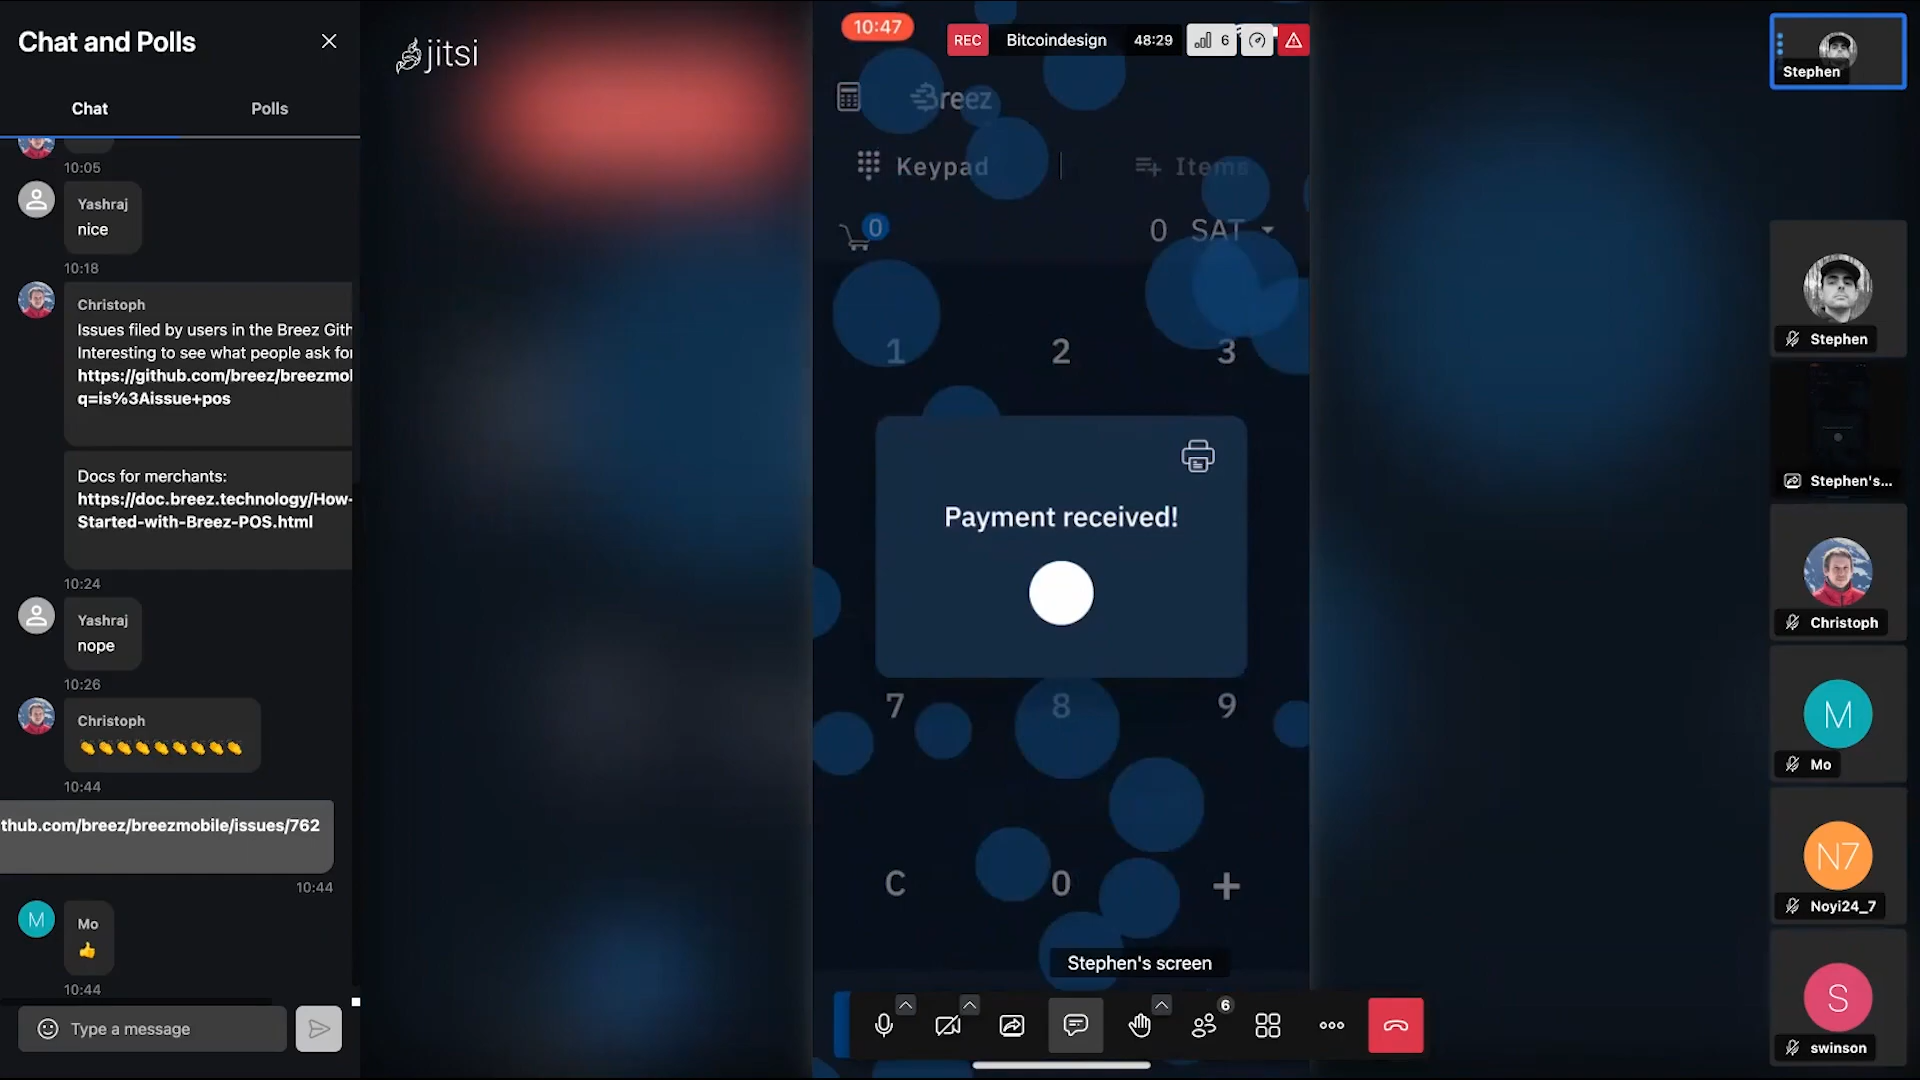 Chat and Polls
Chat
Polls
10:05
Yashraj
nice
10:18
Christoph
Issues filed by users in the Breez Gith
Interesting to see what people ask for
https://github.com/breez/breezmol
q=is%3Aissue+pos
Docs for merchants:
https://doc.breez.technology/How-
Started-with-Breez-POS.html
10:24
Yashraj
nope
10:26
Christoph
👏👏👏👏👏👏👏👏👏
10:44
thub.com/breez/breezmobile/issues/762
10:44
M
Mo
👍
10:44
Type a message
jitsi
10:47
REC
Bitcoindesign
48:29
6
Breez
Keypad
Items
0
0 SAT
1 2 3
Payment received!
7 8 9
C 0 +
Stephen's screen
6
Stephen
Stephen
Stephen's...
Christoph
M
Mo
N7
Noyi24_7
S
swinson